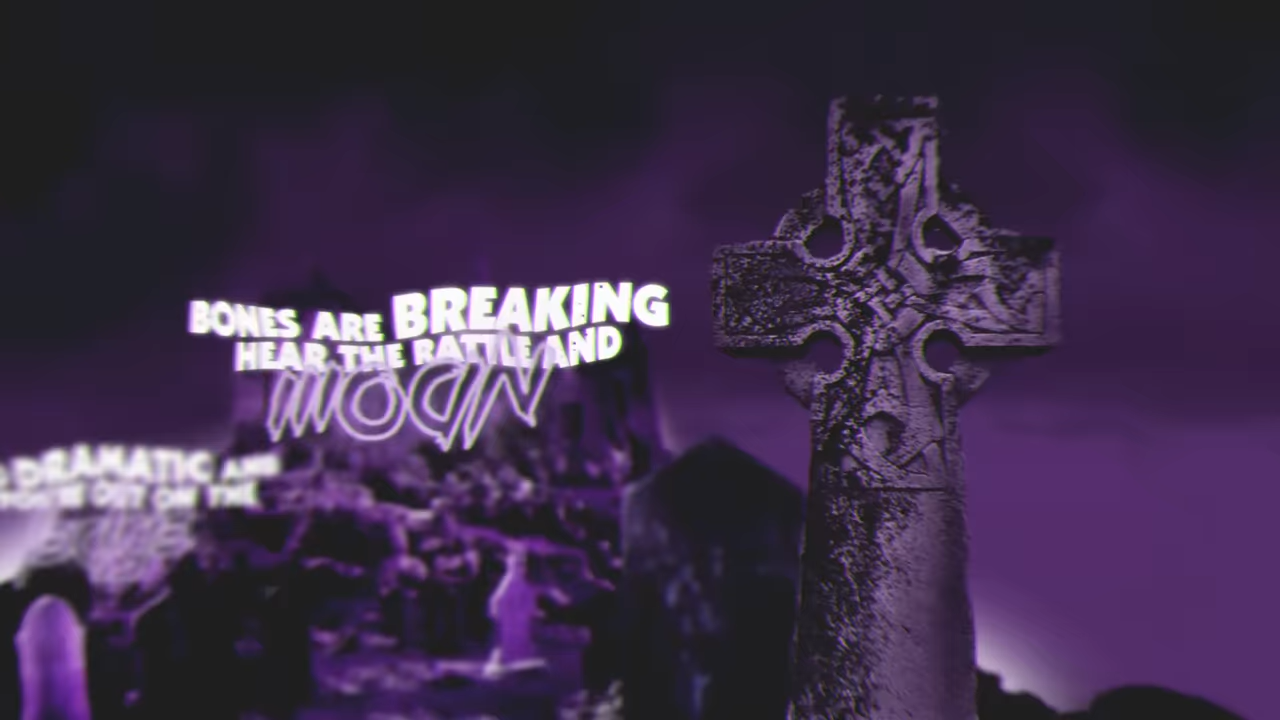 BONES ARE BREAKING
HEAR THE RATTLE AND
MOAN
DRAMATIC AND
OUT ON THE